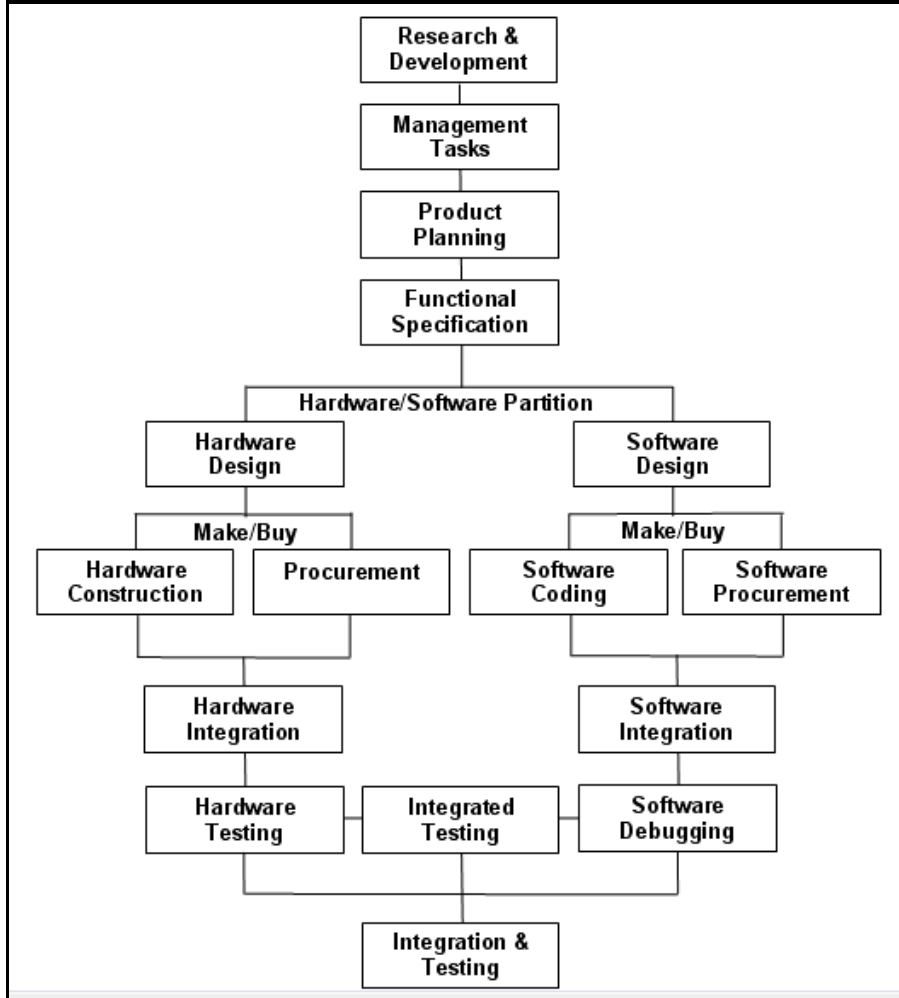 Research &
Development
Management
Tasks
Product
Planning
Functional
Specification
Hardware/Software Partition
Hardware
Design
Software
Design
Make/Buy
Make/Buy
Hardware
Construction
Procurement
Software
Coding
Software
Procurement
Hardware
Integration
Software
Integration
Hardware
Testing
Integrated
Testing
Software
Debugging
Integration &
Testing